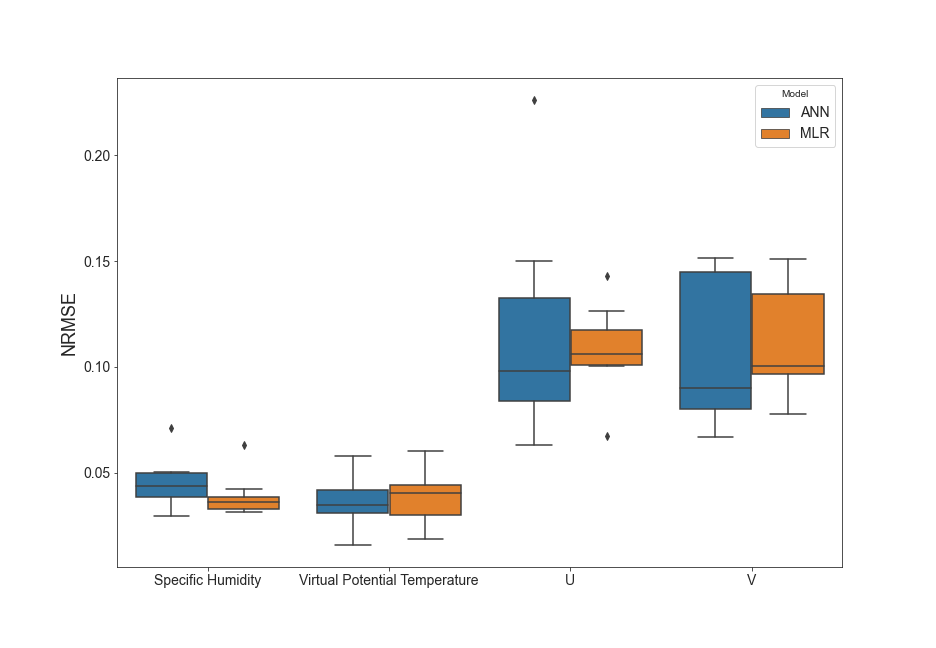 Model
ANN
MLR
NRMSE
0.20
0.15
0.10
0.05
Specific Humidity
Virtual Potential Temperature
U
V